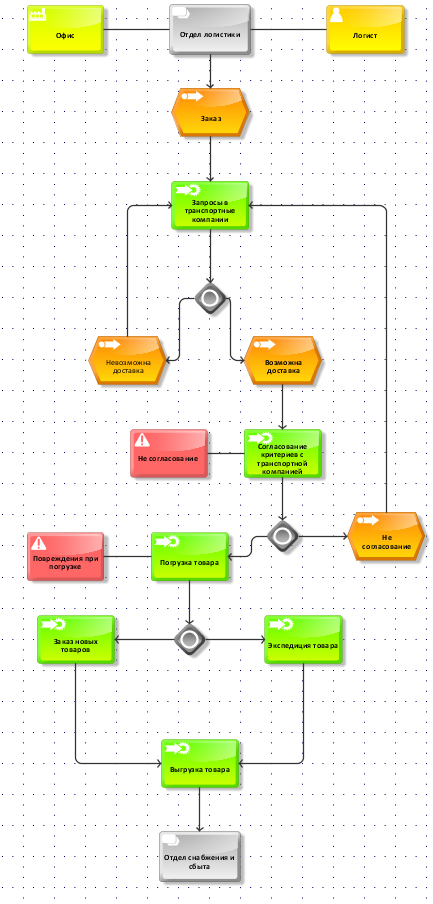 Офис
Отдел логистики
Логист
Заказ
Запросы в
транспортные
компании
Невозможна
доставка
Возможна
доставка
Не согласование
Согласование
критериев с
транспортной
компанией
Не
согласование
Повреждения при
погрузке
Погрузка товара
Заказ новых
товаров
Экспедиция товара
Выгрузка товара
Отдел снабжения и
сбыта